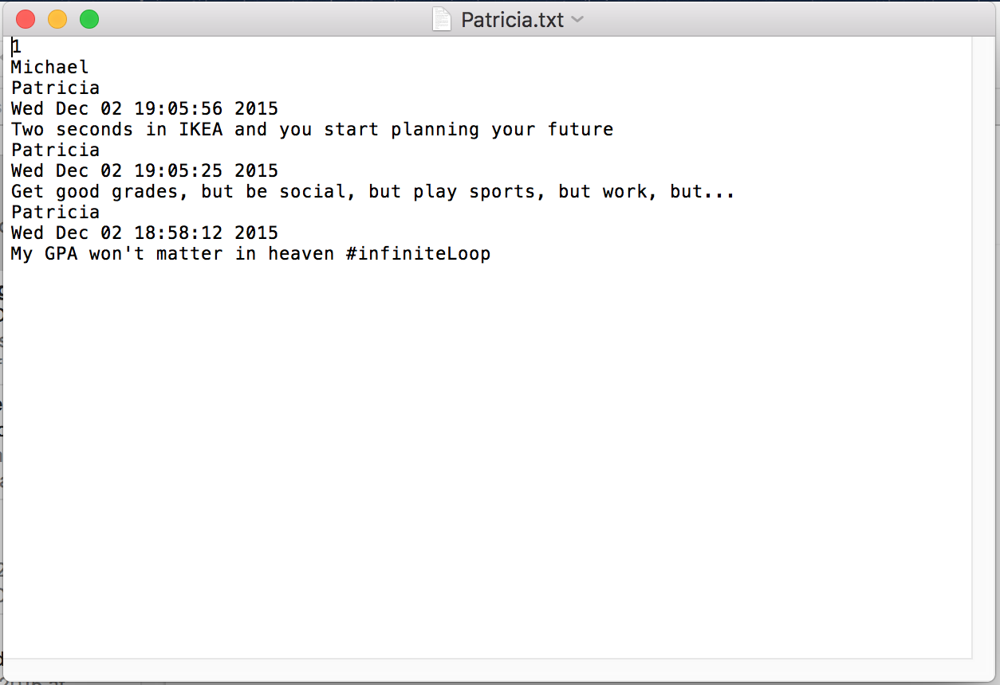 Patricia.txt
1
Michael
Patricia
Wed Dec 02 19:05:56 2015
Two seconds in IKEA and you start planning your future
Patricia
Wed Dec 02 19:05:25 2015
Get good grades, but be social, but play sports, but work, but...
Patricia
Wed Dec 02 18:58:12 2015
My GPA won't matter in heaven #infiniteLoop